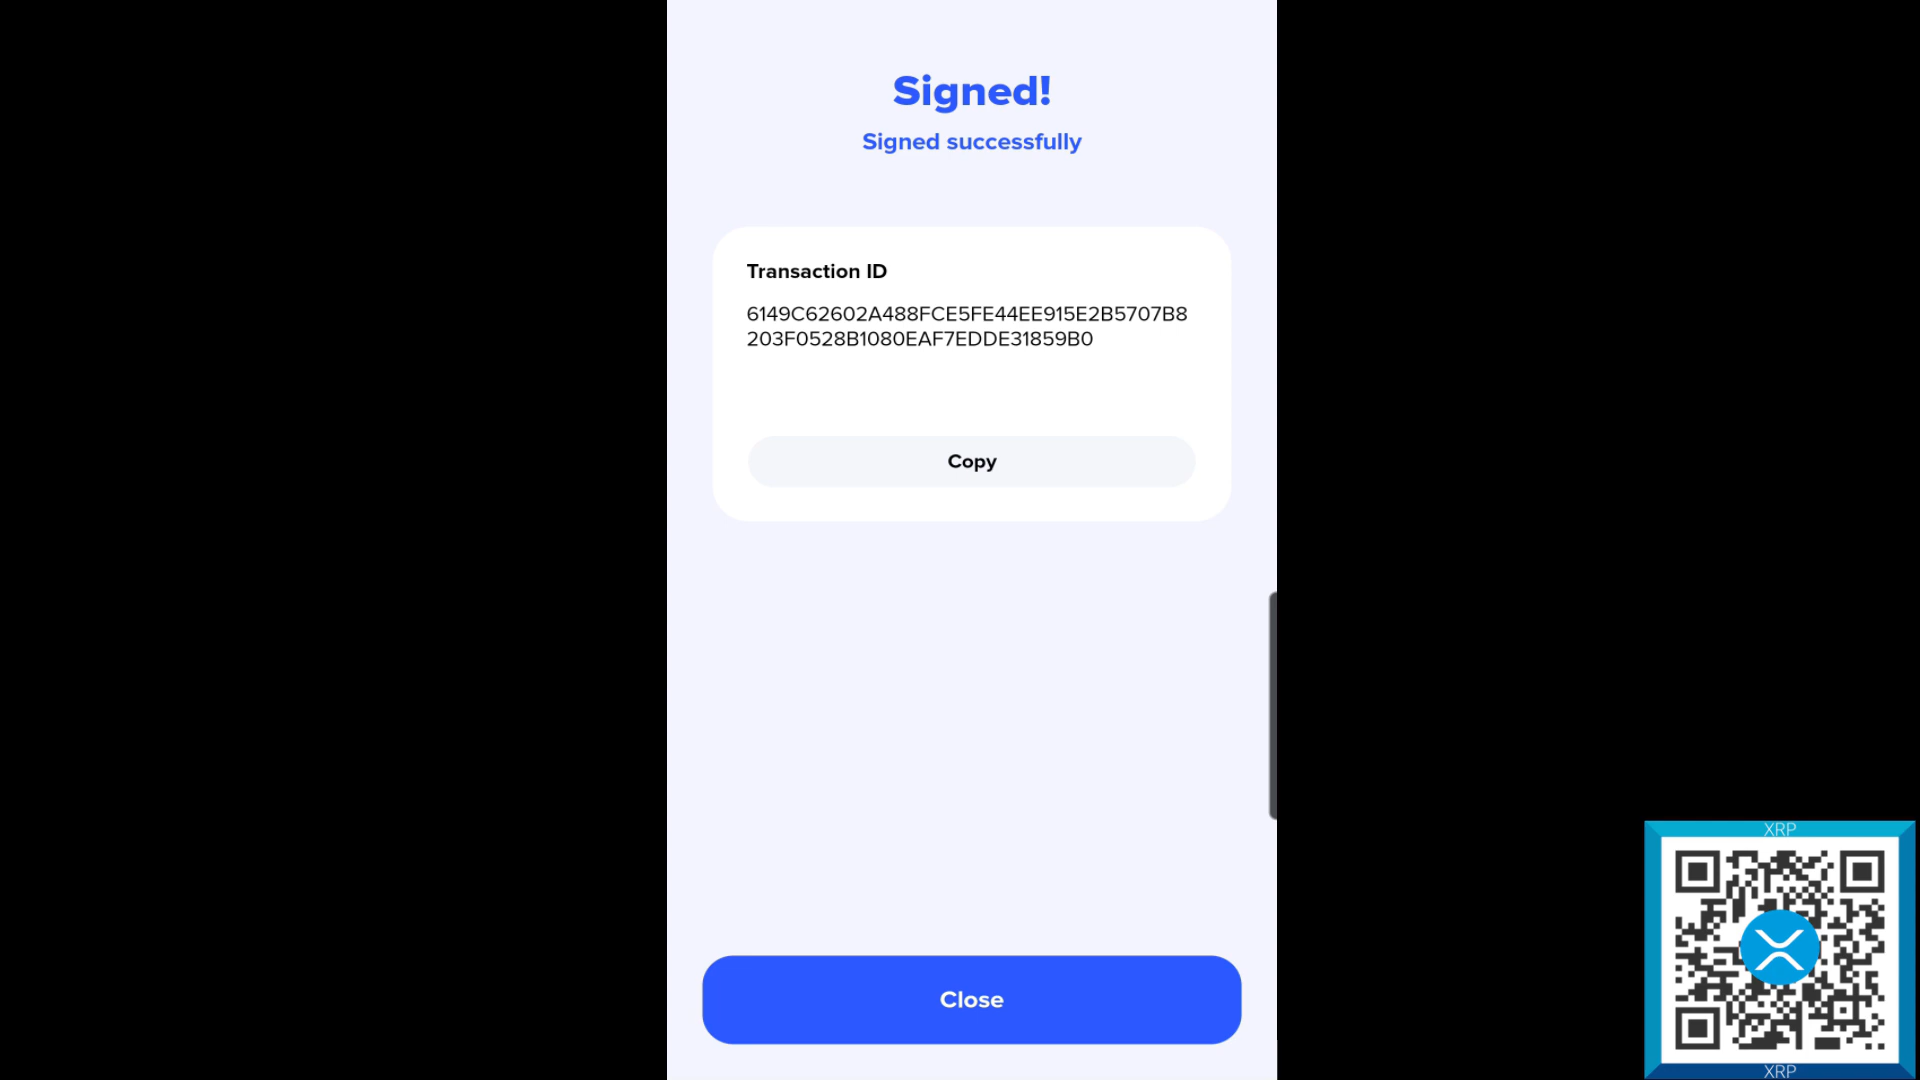 Signed!
Signed successfully
Transaction ID
6149C62602A488FCE5FE44EE915E2B5707B8
203F0528B1080EAF7EDDE31859B0
Copy
Close
XRP
XRP